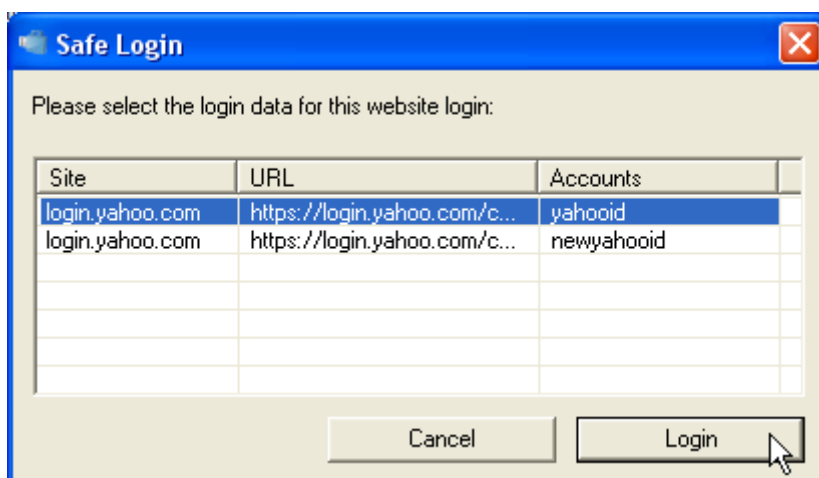 Safe Login
Please select the login data for this website login:
Site URL Accounts
login.yahoo.com https://login.yahoo.com/c... yahooid
login.yahoo.com https://login.yahoo.com/c... newyahooid
Cancel Login